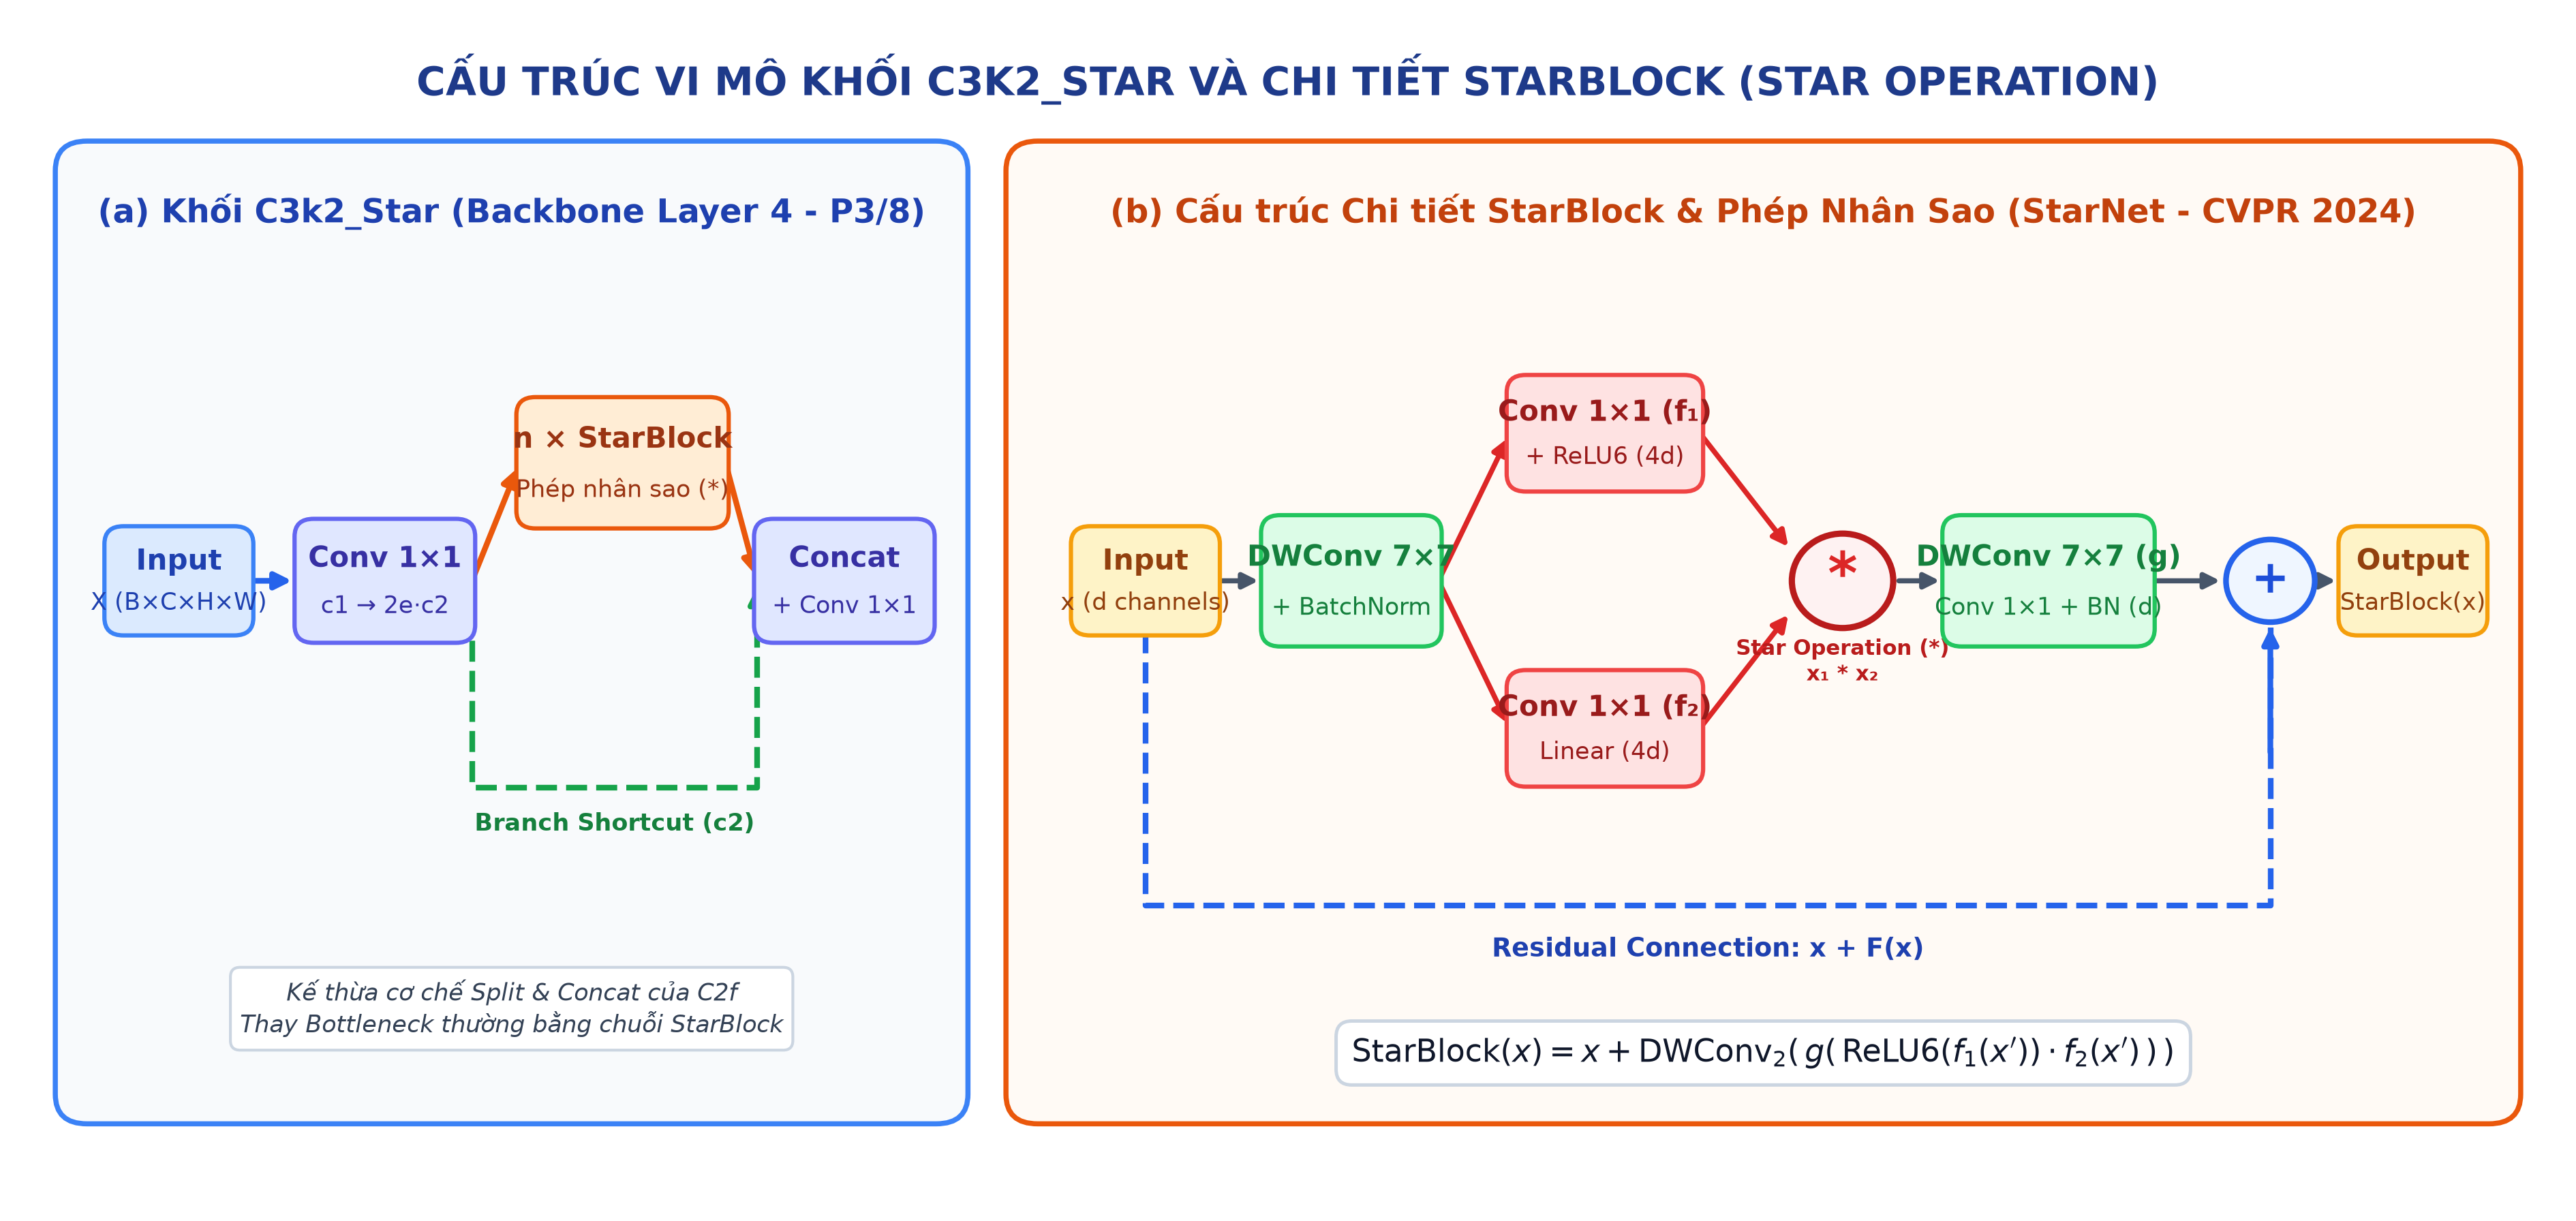 CẤU TRÚC VI MÔ KHỐI C3K2_STAR VÀ CHI TIẾT STARBLOCK (STAR OPERATION)
(a) Khối C3k2_Star (Backbone Layer 4 - P3/8)
Input
X (B×C×H×W)
Conv 1×1
c1 → 2e·c2
n × StarBlock
Phép nhân sao (*)
Concat
+ Conv 1×1
Branch Shortcut (c2)
Kế thừa cơ chế Split & Concat của C2f
Thay Bottleneck thường bằng chuỗi StarBlock
(b) Cấu trúc Chi tiết StarBlock & Phép Nhân Sao (StarNet - CVPR 2024)
Input
x (d channels)
DWConv 7×7
+ BatchNorm
Conv 1×1 (f₁)
+ ReLU6 (4d)
Conv 1×1 (f₂)
Linear (4d)
*
Star Operation (*)
x₁ * x₂
DWConv 7×7 (g)
Conv 1×1 + BN (d)
+
Output
StarBlock(x)
Residual Connection: x + F(x)
StarBlock(x) = x + DWConv₂( g( ReLU6(f₁(x′)) · f₂(x′) ) )